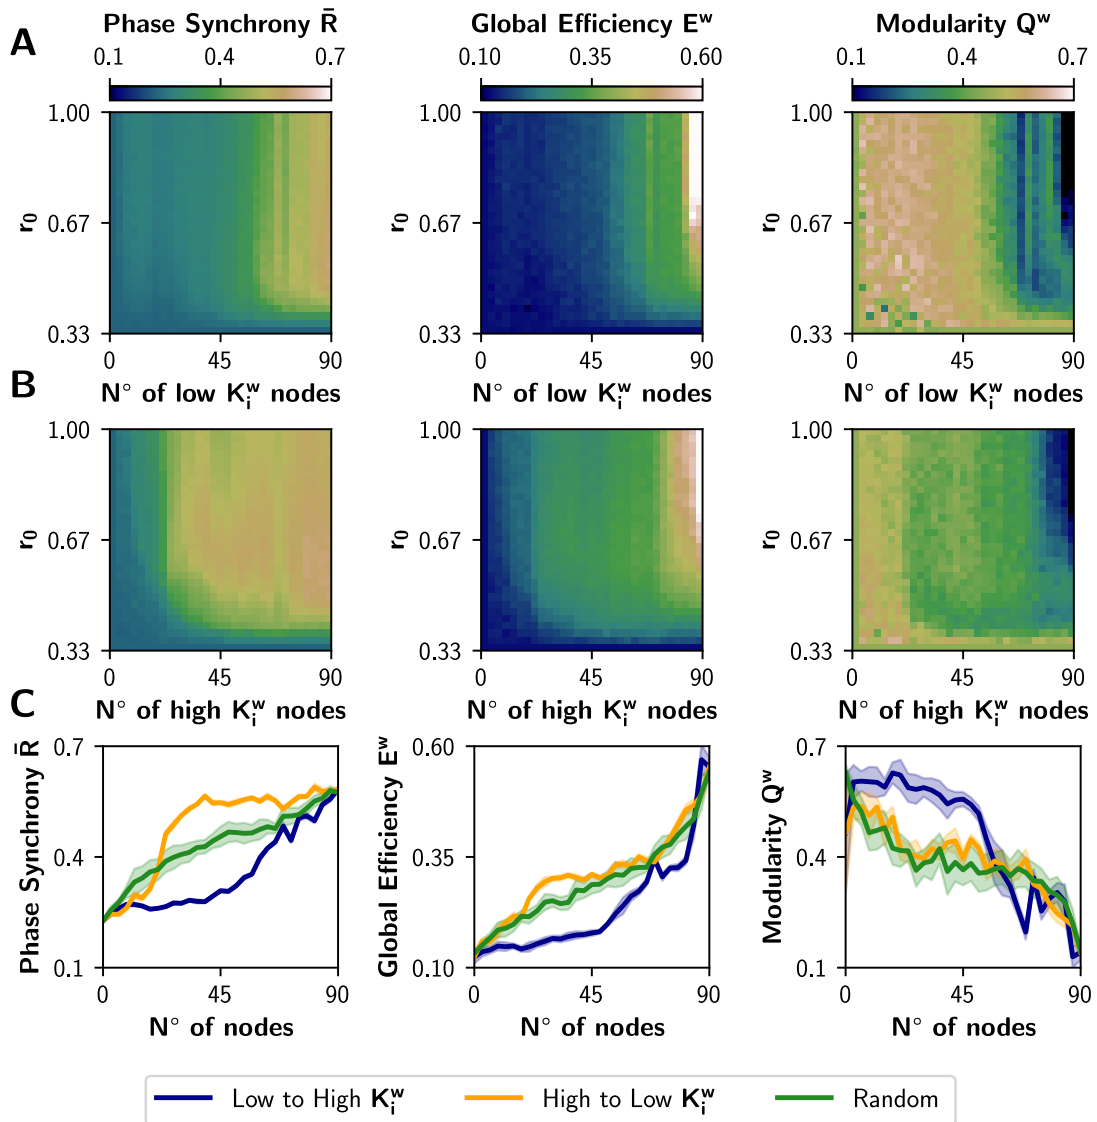 A
Phase Synchrony R̄ Global Efficiency Eʷ Modularity Qʷ
0.1 0.4 0.7 0.10 0.35 0.60 0.1 0.4 0.7
1.00 1.00 1.00
r₀ 0.67 r₀ 0.67 r₀ 0.67
0.33 0.33 0.33
0 45 90 0 45 90 0 45 90
N° of low Kᵢʷ nodes N° of low Kᵢʷ nodes N° of low Kᵢʷ nodes
B
1.00 1.00 1.00
r₀ 0.67 r₀ 0.67 r₀ 0.67
0.33 0.33 0.33
0 45 90 0 45 90 0 45 90
N° of high Kᵢʷ nodes N° of high Kᵢʷ nodes N° of high Kᵢʷ nodes
C
Phase Synchrony R̄
0.7
0.4
0.1
0 45 90
N° of nodes
Global Efficiency Eʷ
0.60
0.35
0.10
0 45 90
N° of nodes
Modularity Qʷ
0.7
0.4
0.1
0 45 90
N° of nodes
Low to High Kᵢʷ High to Low Kᵢʷ Random